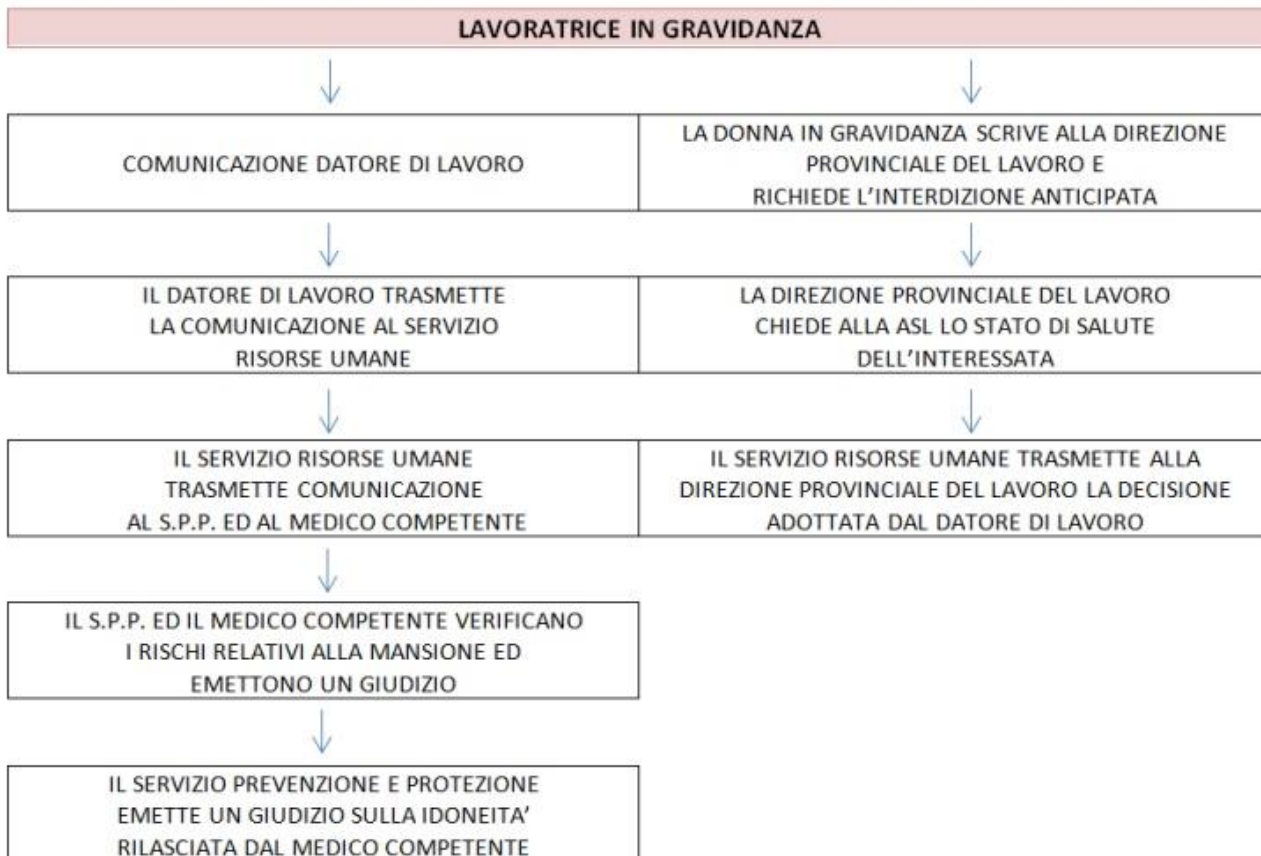 LAVORATRICE IN GRAVIDANZA
COMUNICAZIONE DATORE DI LAVORO
LA DONNA IN GRAVIDANZA SCRIVE ALLA DIREZIONE
PROVINCIALE DEL LAVORO E
RICHIEDE L’INTERDIZIONE ANTICIPATA
IL DATORE DI LAVORO TRASMETTE
LA COMUNICAZIONE AL SERVIZIO
RISORSE UMANE
LA DIREZIONE PROVINCIALE DEL LAVORO
CHIEDE ALLA ASL LO STATO DI SALUTE
DELL’INTERESSATA
IL SERVIZIO RISORSE UMANE
TRASMETTE COMUNICAZIONE
AL S.P.P. ED AL MEDICO COMPETENTE
IL SERVIZIO RISORSE UMANE TRASMETTE ALLA
DIREZIONE PROVINCIALE DEL LAVORO LA DECISIONE
ADOTTATA DAL DATORE DI LAVORO
IL S.P.P. ED IL MEDICO COMPETENTE VERIFICANO
I RISCHI RELATIVI ALLA MANSIONE ED
EMETTONO UN GIUDIZIO
IL SERVIZIO PREVENZIONE E PROTEZIONE
EMETTE UN GIUDIZIO SULLA IDONEITA’
RILASCIATA DAL MEDICO COMPETENTE